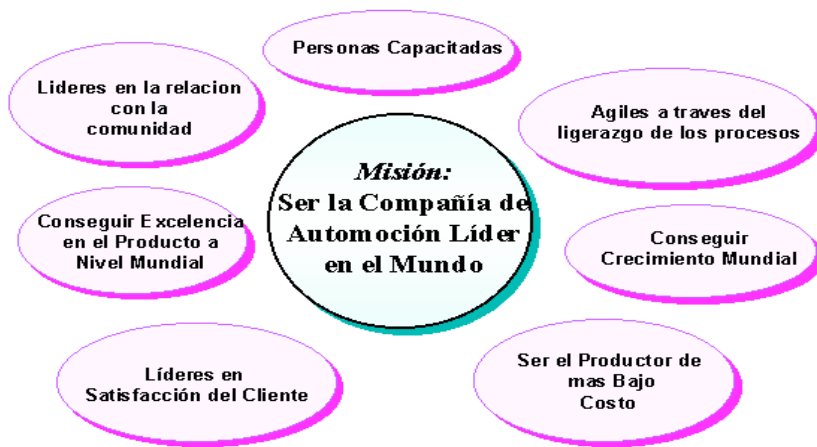 Personas Capacitadas
Lideres en la relacion
con la
comunidad
Agiles a traves del
ligerazgo de los procesos
Misión:
Ser la Compañía de
Automoción Líder
en el Mundo
Conseguir Excelencia
en el Producto a
Nivel Mundial
Conseguir
Crecimiento Mundial
Líderes en
Satisfacción del Cliente
Ser el Productor de
mas Bajo
Costo